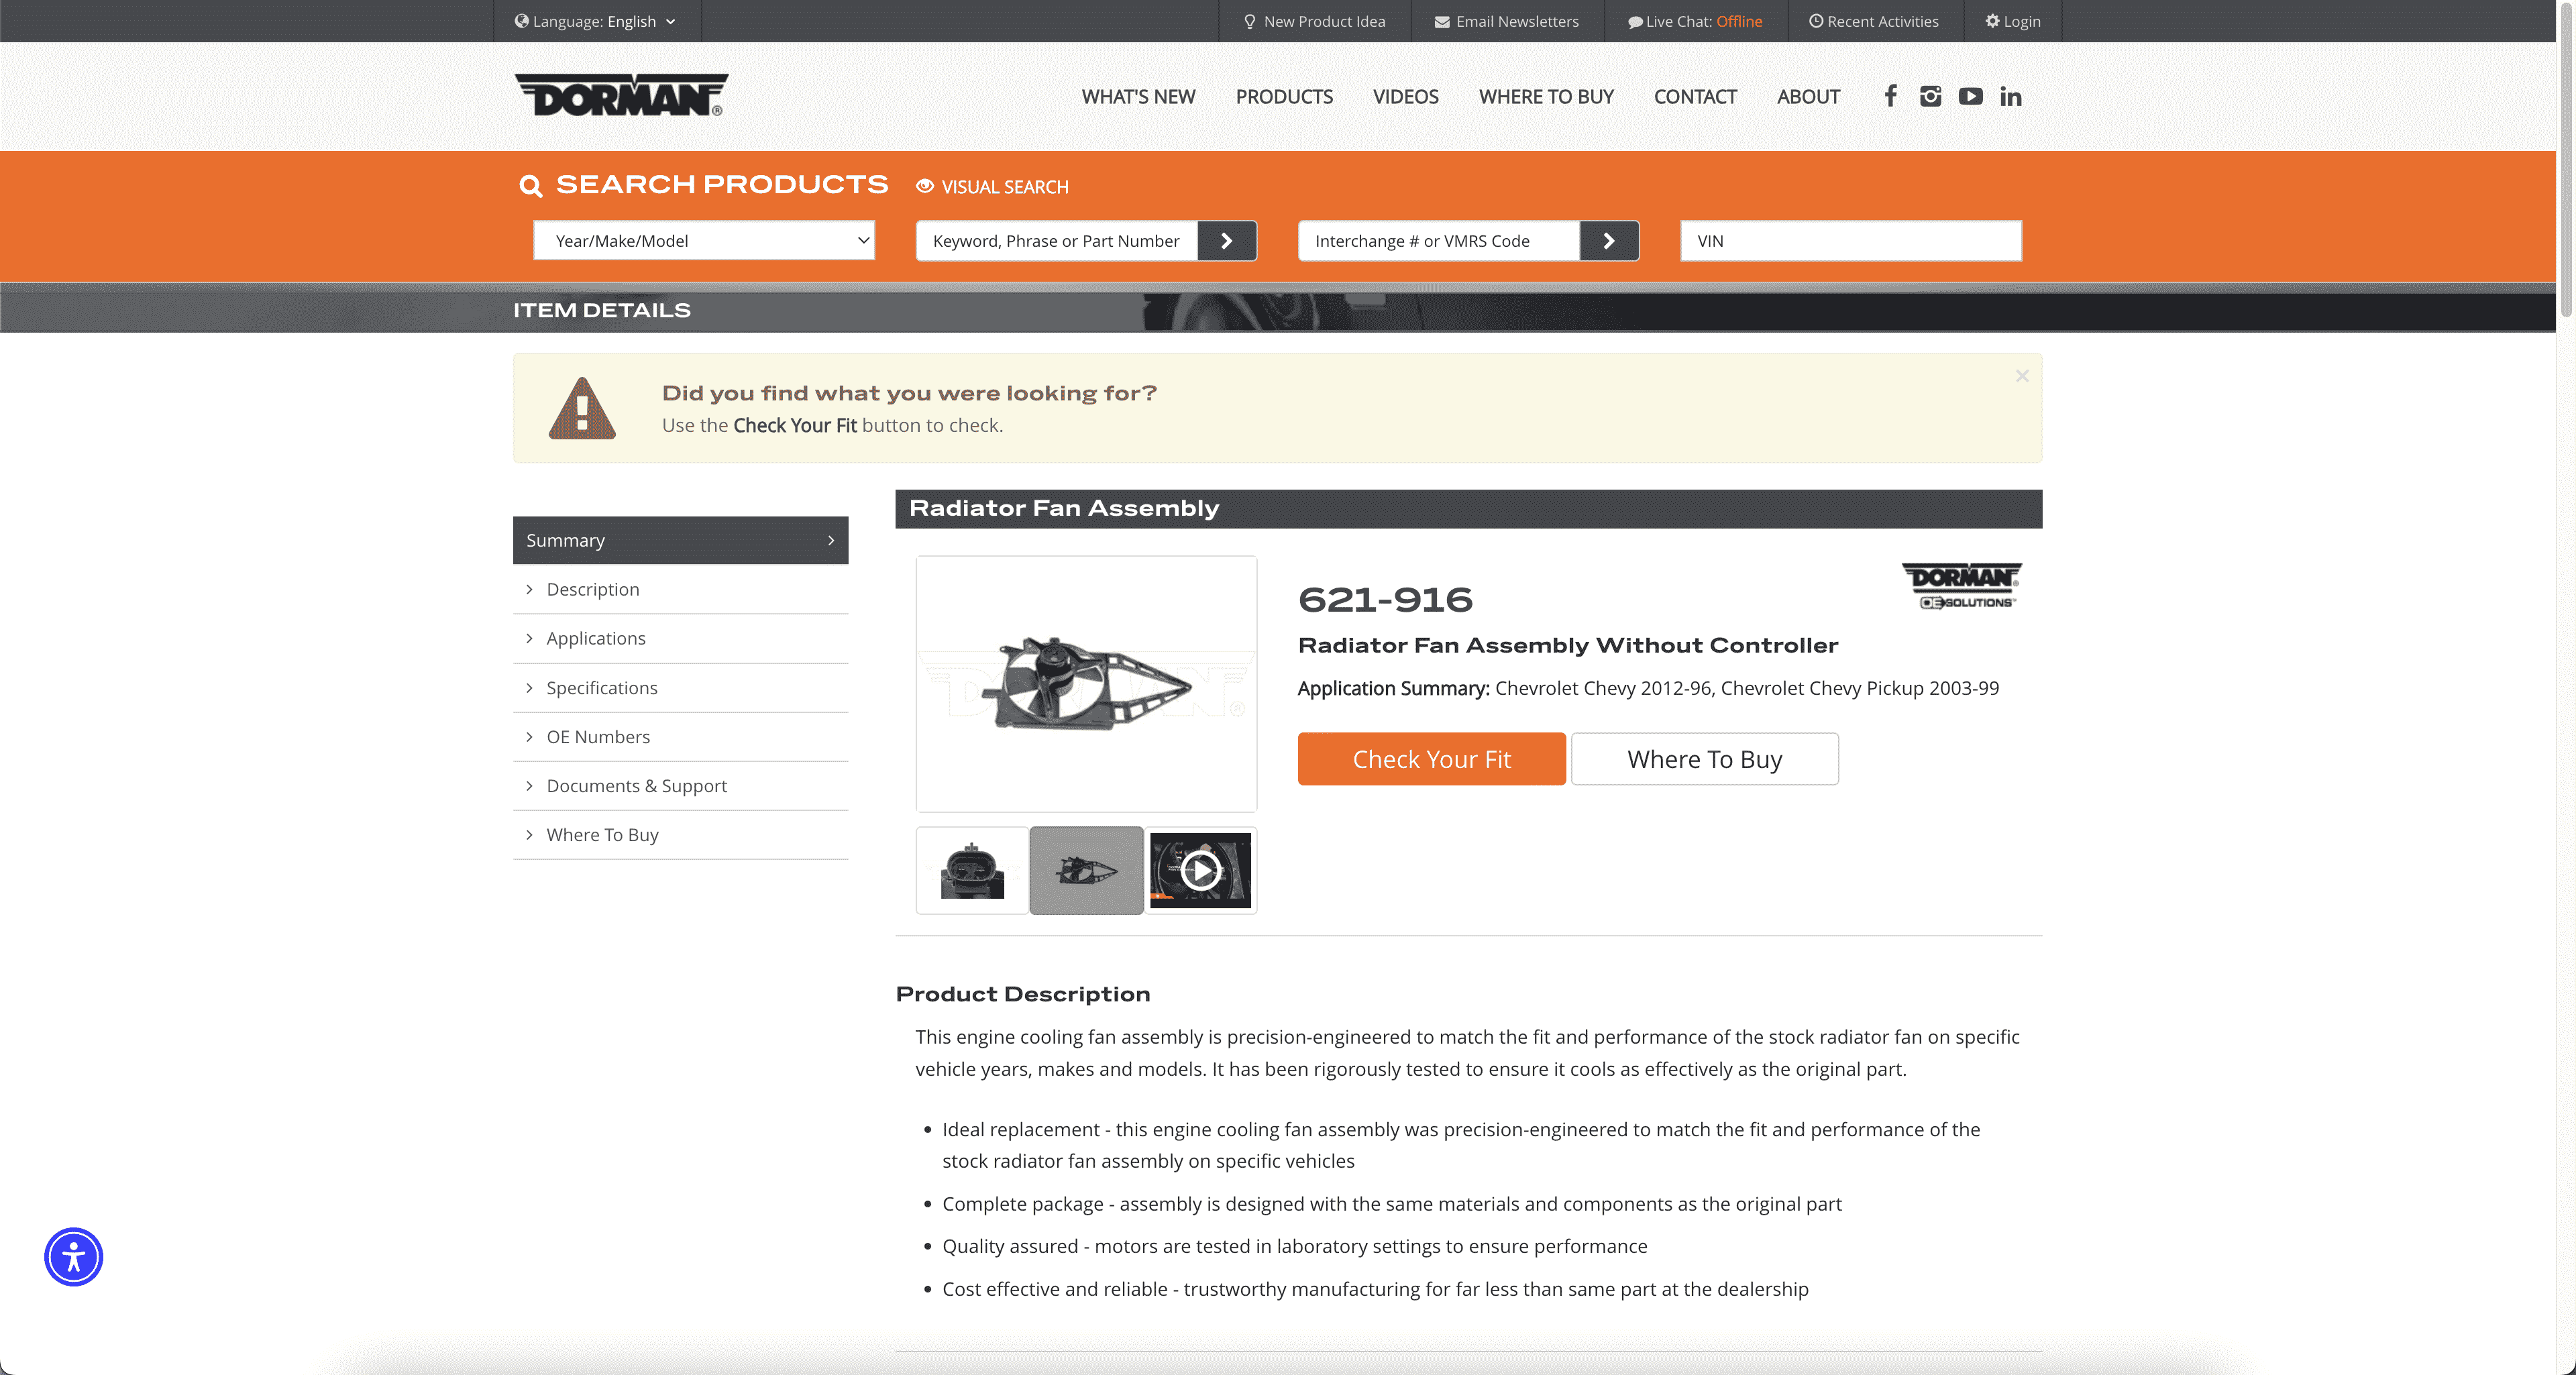 Language: English
New Product Idea
Email Newsletters
Live Chat: Offline
Recent Activities
Login
DORMAN®
WHAT'S NEW
PRODUCTS
VIDEOS
WHERE TO BUY
CONTACT
ABOUT
SEARCH PRODUCTS
VISUAL SEARCH
Year/Make/Model
Keyword, Phrase or Part Number
Interchange # or VMRS Code
VIN
ITEM DETAILS
Did you find what you were looking for?
Use the Check Your Fit button to check.
Summary
Description
Applications
Specifications
OE Numbers
Documents & Support
Where To Buy
Radiator Fan Assembly
621-916
DORMAN®
OE SOLUTIONS™
Radiator Fan Assembly Without Controller
Application Summary: Chevrolet Chevy 2012-96, Chevrolet Chevy Pickup 2003-99
Check Your Fit
Where To Buy
Product Description
This engine cooling fan assembly is precision-engineered to match the fit and performance of the stock radiator fan on specific
vehicle years, makes and models. It has been rigorously tested to ensure it cools as effectively as the original part.
Ideal replacement - this engine cooling fan assembly was precision-engineered to match the fit and performance of the
stock radiator fan assembly on specific vehicles
Complete package - assembly is designed with the same materials and components as the original part
Quality assured - motors are tested in laboratory settings to ensure performance
Cost effective and reliable - trustworthy manufacturing for far less than same part at the dealership